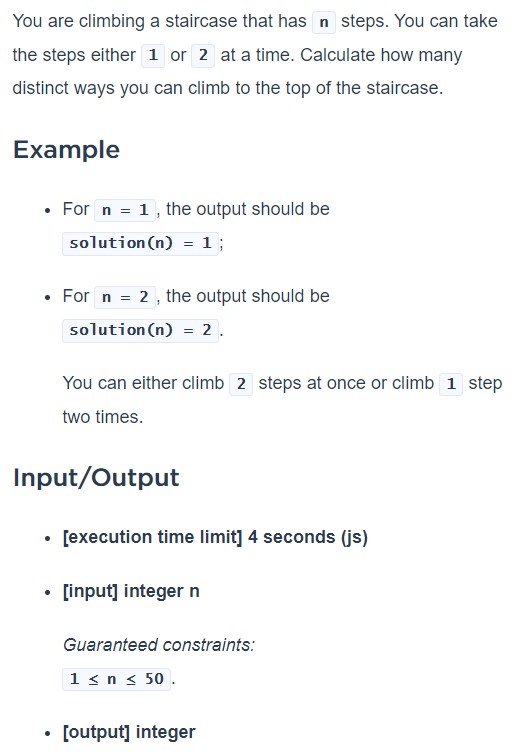 You are climbing a staircase that has n steps. You can take
the steps either 1 or 2 at a time. Calculate how many
distinct ways you can climb to the top of the staircase.
Example
• For n = 1, the output should be
solution(n) = 1;
• For n = 2, the output should be
solution(n) = 2.
You can either climb 2 steps at once or climb 1 step
two times.
Input/Output
• [execution time limit] 4 seconds (js)
• [input] integer n
Guaranteed constraints:
1 ≤ n ≤ 50.
• [output] integer